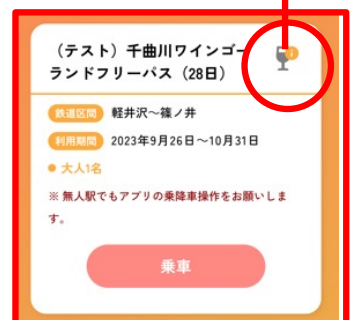 （テスト）千曲川ワインゴー
ランドフリーパス（28日）
鉄道区間 軽井沢～篠ノ井
利用期間 2023年9月26日～10月31日
大人1名
※ 無人駅でもアプリの乗降車操作をお願いしま
す。
乗車